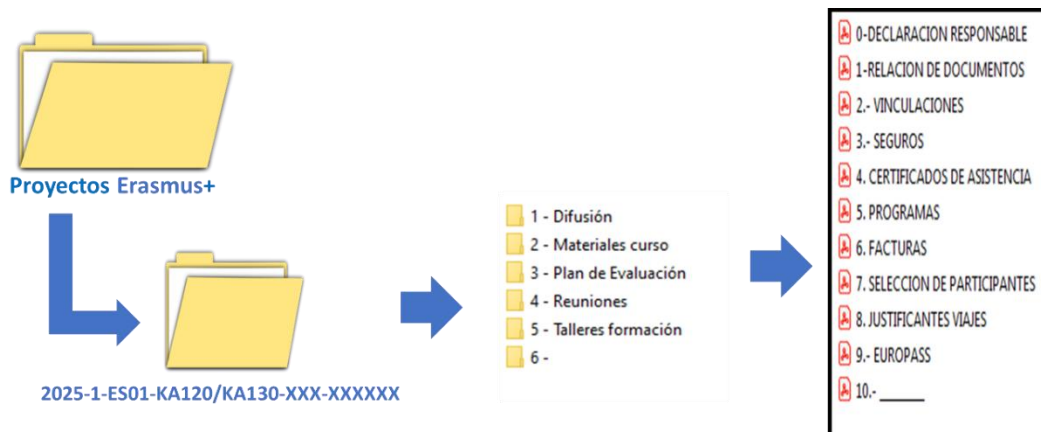 Proyectos Erasmus+
2025-1-ES01-KA120/KA130-XXX-XXXXXX
1 - Difusión
2 - Materiales curso
3 - Plan de Evaluación
4 - Reuniones
5 - Talleres formación
6 -
0-DECLARACION RESPONSABLE
1-RELACION DE DOCUMENTOS
2.- VINCULACIONES
3.- SEGUROS
4. CERTIFICADOS DE ASISTENCIA
5. PROGRAMAS
6. FACTURAS
7. SELECCION DE PARTICIPANTES
8. JUSTIFICANTES VIAJES
9.- EUROPASS
10.- ______